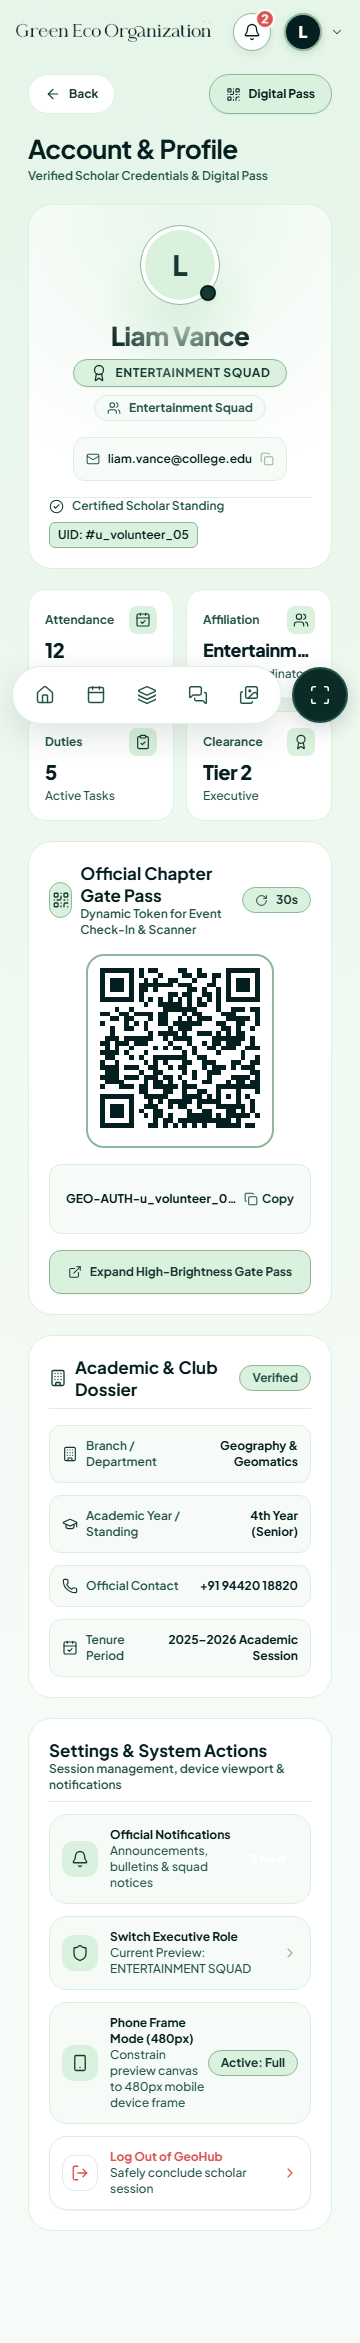 Green Eco Organization
2
L
Back
Digital Pass
Account & Profile
Verified Scholar Credentials & Digital Pass
L
Liam Vance
ENTERTAINMENT SQUAD
Entertainment Squad
liam.vance@college.edu
Certified Scholar Standing
UID: #u_volunteer_05
Attendance
12
Affiliation
Entertainm...
Duties
5
Active Tasks
Clearance
Tier 2
Executive
Official Chapter
Gate Pass
Dynamic Token for Event
Check-In & Scanner
30s
GEO-AUTH-u_volunteer_0...
Copy
Expand High-Brightness Gate Pass
Academic & Club
Dossier
Verified
Branch /
Department
Geography &
Geomatics
Academic Year /
Standing
4th Year
(Senior)
Official Contact
+91 94420 18820
Tenure
Period
2025–2026 Academic
Session
Settings & System Actions
Session management, device viewport &
notifications
Official Notifications
Announcements,
bulletins & squad
notices
2 New
Switch Executive Role
Current Preview:
ENTERTAINMENT SQUAD
Phone Frame
Mode (480px)
Constrain
preview canvas
to 480px mobile
device frame
Active: Full
Log Out of GeoHub
Safely conclude scholar
session